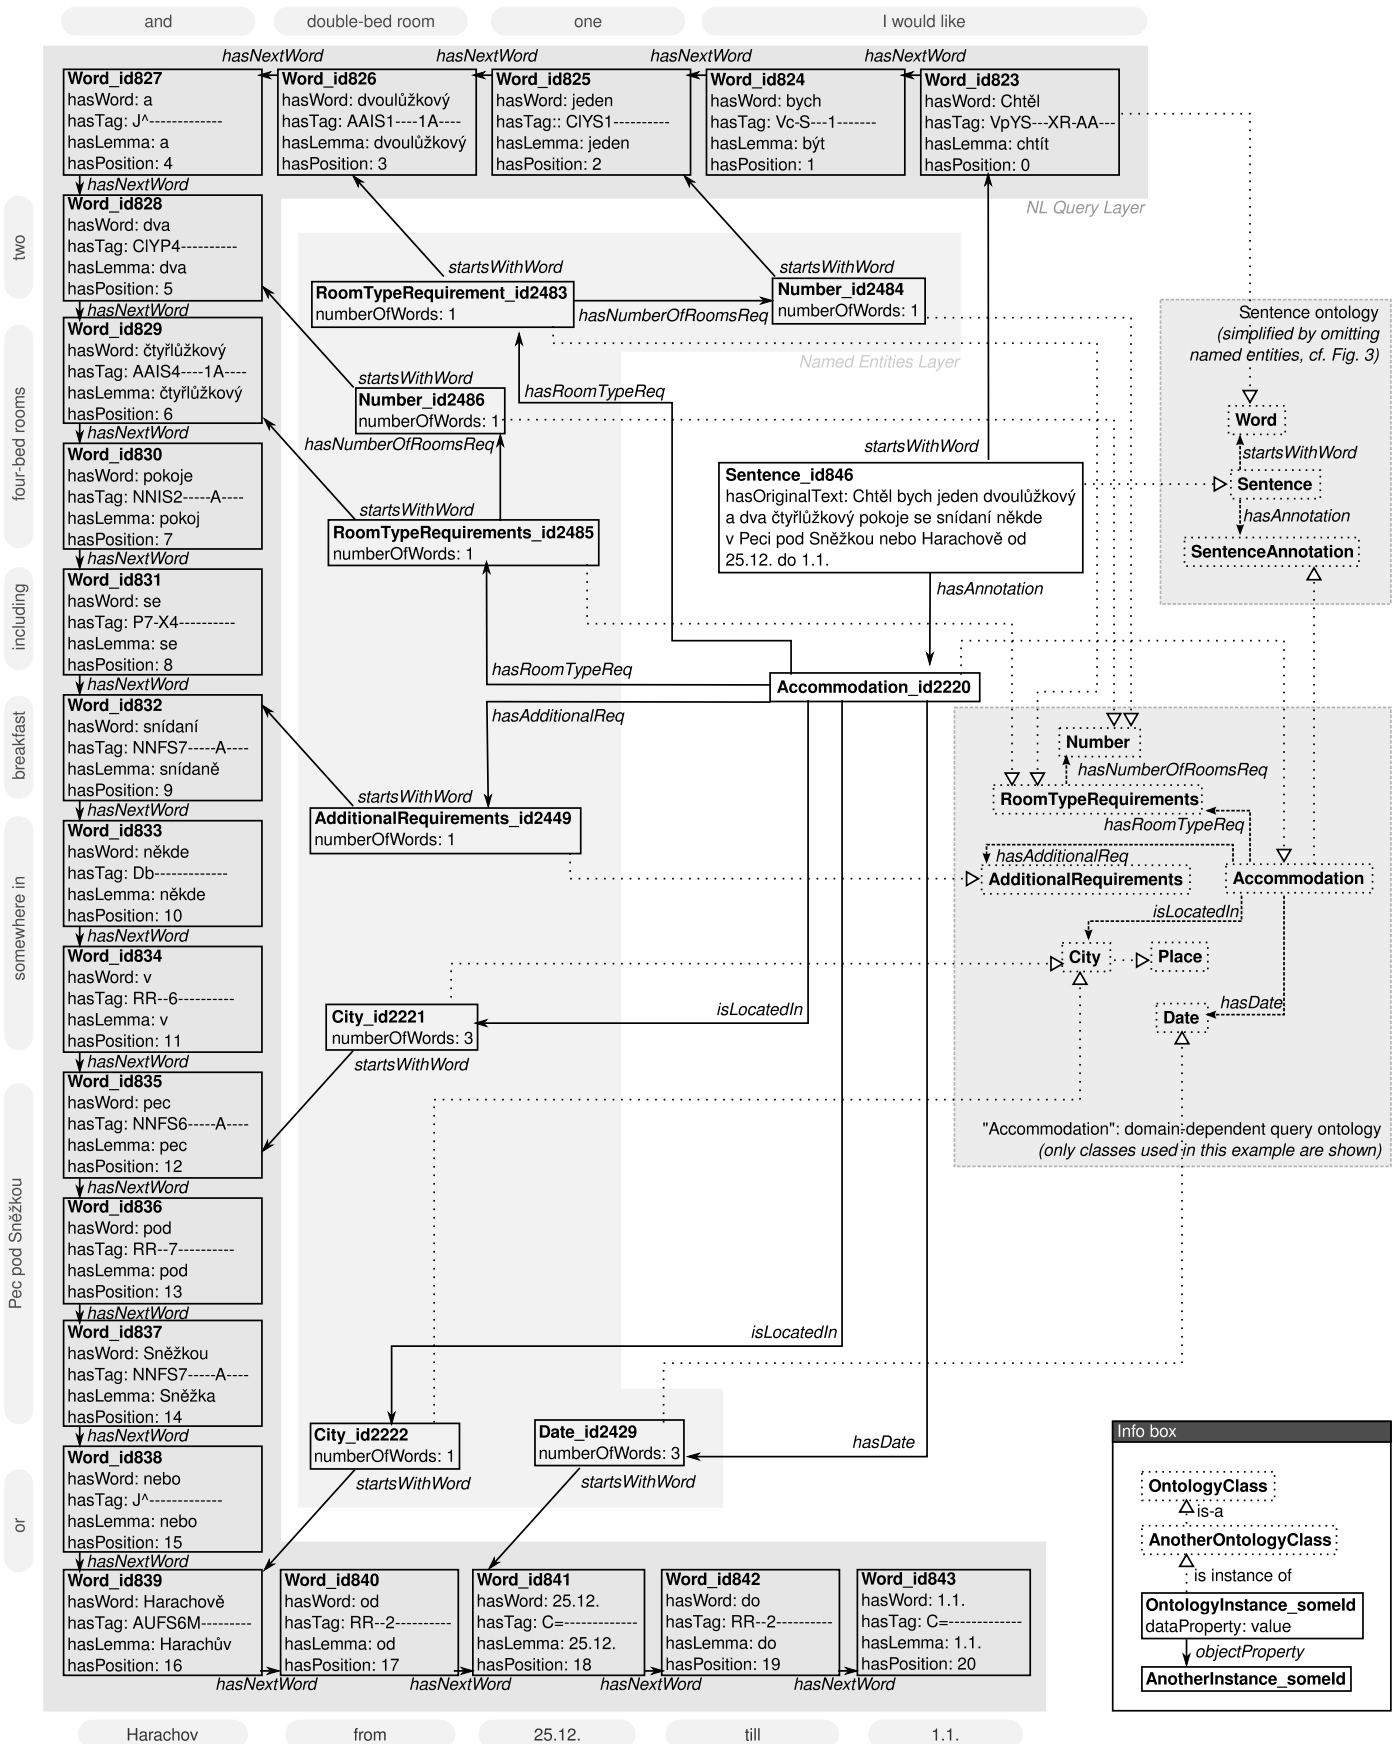 and
double-bed room
one
I would like
hasNextWord
hasNextWord
hasNextWord
hasNextWord
Word_id827
hasWord: a
hasTag: J^-------------
hasLemma: a
hasPosition: 4
Word_id826
hasWord: dvoulůžkový
hasTag: AAIS1----1A----
hasLemma: dvoulůžkový
hasPosition: 3
Word_id825
hasWord: jeden
hasTag:: ClYS1----------
hasLemma: jeden
hasPosition: 2
Word_id824
hasWord: bych
hasTag: Vc-S---1-------
hasLemma: být
hasPosition: 1
Word_id823
hasWord: Chtěl
hasTag: VpYS---XR-AA---
hasLemma: chtít
hasPosition: 0
NL Query Layer
hasNextWord
two
Word_id828
hasWord: dva
hasTag: ClYP4----------
hasLemma: dva
hasPosition: 5
hasNextWord
four-bed rooms
Word_id829
hasWord: čtyřlůžkový
hasTag: AAIS4----1A----
hasLemma: čtyřlůžkový
hasPosition: 6
hasNextWord
Word_id830
hasWord: pokoje
hasTag: NNIS2-----A----
hasLemma: pokoj
hasPosition: 7
hasNextWord
including
Word_id831
hasWord: se
hasTag: P7-X4----------
hasLemma: se
hasPosition: 8
hasNextWord
breakfast
Word_id832
hasWord: snídaní
hasTag: NNFS7-----A----
hasLemma: snídaně
hasPosition: 9
hasNextWord
somewhere in
Word_id833
hasWord: někde
hasTag: Db-------------
hasLemma: někde
hasPosition: 10
hasNextWord
Word_id834
hasWord: v
hasTag: RR--6----------
hasLemma: v
hasPosition: 11
hasNextWord
Pec pod Sněžkou
Word_id835
hasWord: pec
hasTag: NNFS6-----A----
hasLemma: pec
hasPosition: 12
hasNextWord
Word_id836
hasWord: pod
hasTag: RR--7----------
hasLemma: pod
hasPosition: 13
hasNextWord
Word_id837
hasWord: Sněžkou
hasTag: NNFS7-----A----
hasLemma: Sněžka
hasPosition: 14
hasNextWord
or
Word_id838
hasWord: nebo
hasTag: J^-------------
hasLemma: nebo
hasPosition: 15
hasNextWord
Word_id839
hasWord: Harachově
hasTag: AUFS6M---------
hasLemma: Harachův
hasPosition: 16
Word_id840
hasWord: od
hasTag: RR--2----------
hasLemma: od
hasPosition: 17
Word_id841
hasWord: 25.12.
hasTag: C=-------------
hasLemma: 25.12.
hasPosition: 18
Word_id842
hasWord: do
hasTag: RR--2----------
hasLemma: do
hasPosition: 19
Word_id843
hasWord: 1.1.
hasTag: C=-------------
hasLemma: 1.1.
hasPosition: 20
hasNextWord
hasNextWord
hasNextWord
hasNextWord
Harachov
from
25.12.
till
1.1.
startsWithWord
RoomTypeRequirement_id2483
numberOfWords: 1
hasNumberOfRoomsReq
startsWithWord
Number_id2484
numberOfWords: 1
Named Entities Layer
startsWithWord
Number_id2486
numberOfWords: 1
hasNumberOfRoomsReq
hasRoomTypeReq
startsWithWord
RoomTypeRequirements_id2485
numberOfWords: 1
startsWithWord
Sentence_id846
hasOriginalText: Chtěl bych jeden dvoulůžkový
a dva čtyřlůžkový pokoje se snídaní někde
v Peci pod Sněžkou nebo Harachově od
25.12. do 1.1.
hasAnnotation
hasRoomTypeReq
Accommodation_id2220
hasAdditionalReq
startsWithWord
AdditionalRequirements_id2449
numberOfWords: 1
City_id2221
numberOfWords: 3
isLocatedIn
startsWithWord
isLocatedIn
City_id2222
numberOfWords: 1
startsWithWord
Date_id2429
numberOfWords: 3
hasDate
startsWithWord
Sentence ontology
(simplified by omitting
named entities, cf. Fig. 3)
Word
startsWithWord
Sentence
hasAnnotation
SentenceAnnotation
Number
hasNumberOfRoomsReq
RoomTypeRequirements
hasRoomTypeReq
hasAdditionalReq
AdditionalRequirements
Accommodation
isLocatedIn
City
Place
hasDate
Date
"Accommodation": domain-dependent query ontology
(only classes used in this example are shown)
Info box
OntologyClass
is-a
AnotherOntologyClass
is instance of
OntologyInstance_someId
dataProperty: value
objectProperty
AnotherInstance_someId